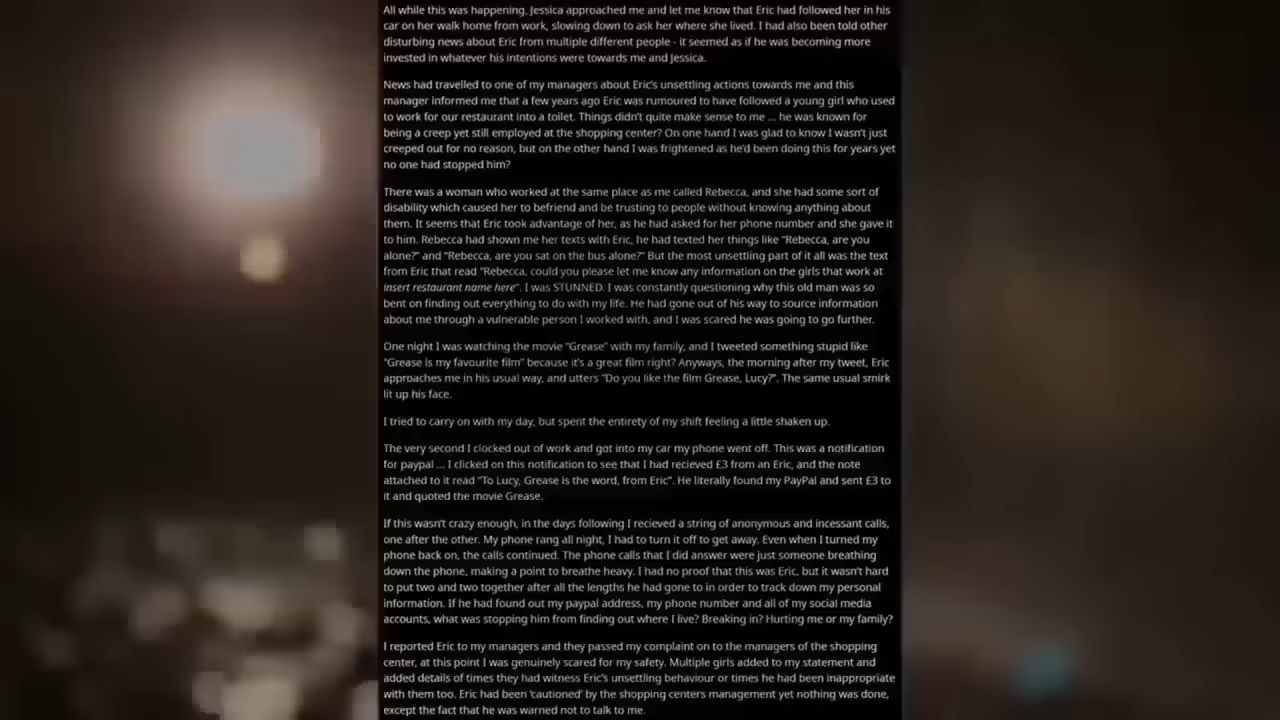 All while this was happening, Jessica approached me and let me know that Eric had followed her in his
car on her walk home from work, slowing down to ask her where she lived. I had also been told other
disturbing news about Eric from multiple different people - it seemed as if he was becoming more
invested in whatever his intentions were towards me and Jessica.
News had travelled to one of my managers about Eric's unsettling actions towards me and this
manager informed me that a few years ago Eric was rumoured to have followed a young girl who used
to work for our restaurant into a toilet. Things didn't quite make sense to me ... he was known for
being a creep yet still employed at the shopping center? On one hand I was glad to know I wasn't just
creeped out for no reason, but on the other hand I was frightened as he'd been doing this for years yet
no one had stopped him?
There was a woman who worked at the same place as me called Rebecca, and she had some sort of
disability which caused her to befriend and be trusting to people without knowing anything about
them. It seems that Eric took advantage of her, as he had asked for her phone number and she gave it
to him. Rebecca had shown me her texts with Eric, he had texted her things like "Rebecca, are you
alone?" and "Rebecca, are you sat on the bus alone?" But the most unsettling part of it all was the text
from Eric that read "Rebecca, could you please let me know any information on the girls that work at
insert restaurant name here". I was STUNNED. I was constantly questioning why this old man was so
bent on finding out everything to do with my life. He had gone out of his way to source information
about me through a vulnerable person I worked with, and I was scared he was going to go further.
One night I was watching the movie "Grease" with my family, and I tweeted something stupid like
"Grease is my favourite film" because it's a great film right? Anyways, the morning after my tweet, Eric
approaches me in his usual way, and utters "Do you like the film Grease, Lucy?". The same usual smirk
lit up his face.
I tried to carry on with my day, but spent the entirety of my shift feeling a little shaken up.
The very second I clocked out of work and got into my car my phone went off. This was a notification
for paypal ... I clicked on this notification to see that I had recieved £3 from an Eric, and the note
attached to it read "To Lucy, Grease is the word, from Eric". He literally found my PayPal and sent £3 to
it and quoted the movie Grease.
If this wasn't crazy enough, in the days following I recieved a string of anonymous and incessant calls,
one after the other. My phone rang all night, I had to turn it off to get away. Even when I turned my
phone back on, the calls continued. The phone calls that I did answer were just someone breathing
down the phone, making a point to breathe heavy. I had no proof that this was Eric, but it wasn't hard
to put two and two together after all the lengths he had gone to in order to track down my personal
information. If he had found out my paypal address, my phone number and all of my social media
accounts, what was stopping him from finding out where I live? Breaking in? Hurting me or my family?
I reported Eric to my managers and they passed my complaint on to the managers of the shopping
center, at this point I was genuinely scared for my safety. Multiple girls added to my statement and
added details of times they had witness Eric's unsettling behaviour or times he had been inappropriate
with them too. Eric had been 'cautioned' by the shopping centers management yet nothing was done,
except the fact that he was warned not to talk to me.